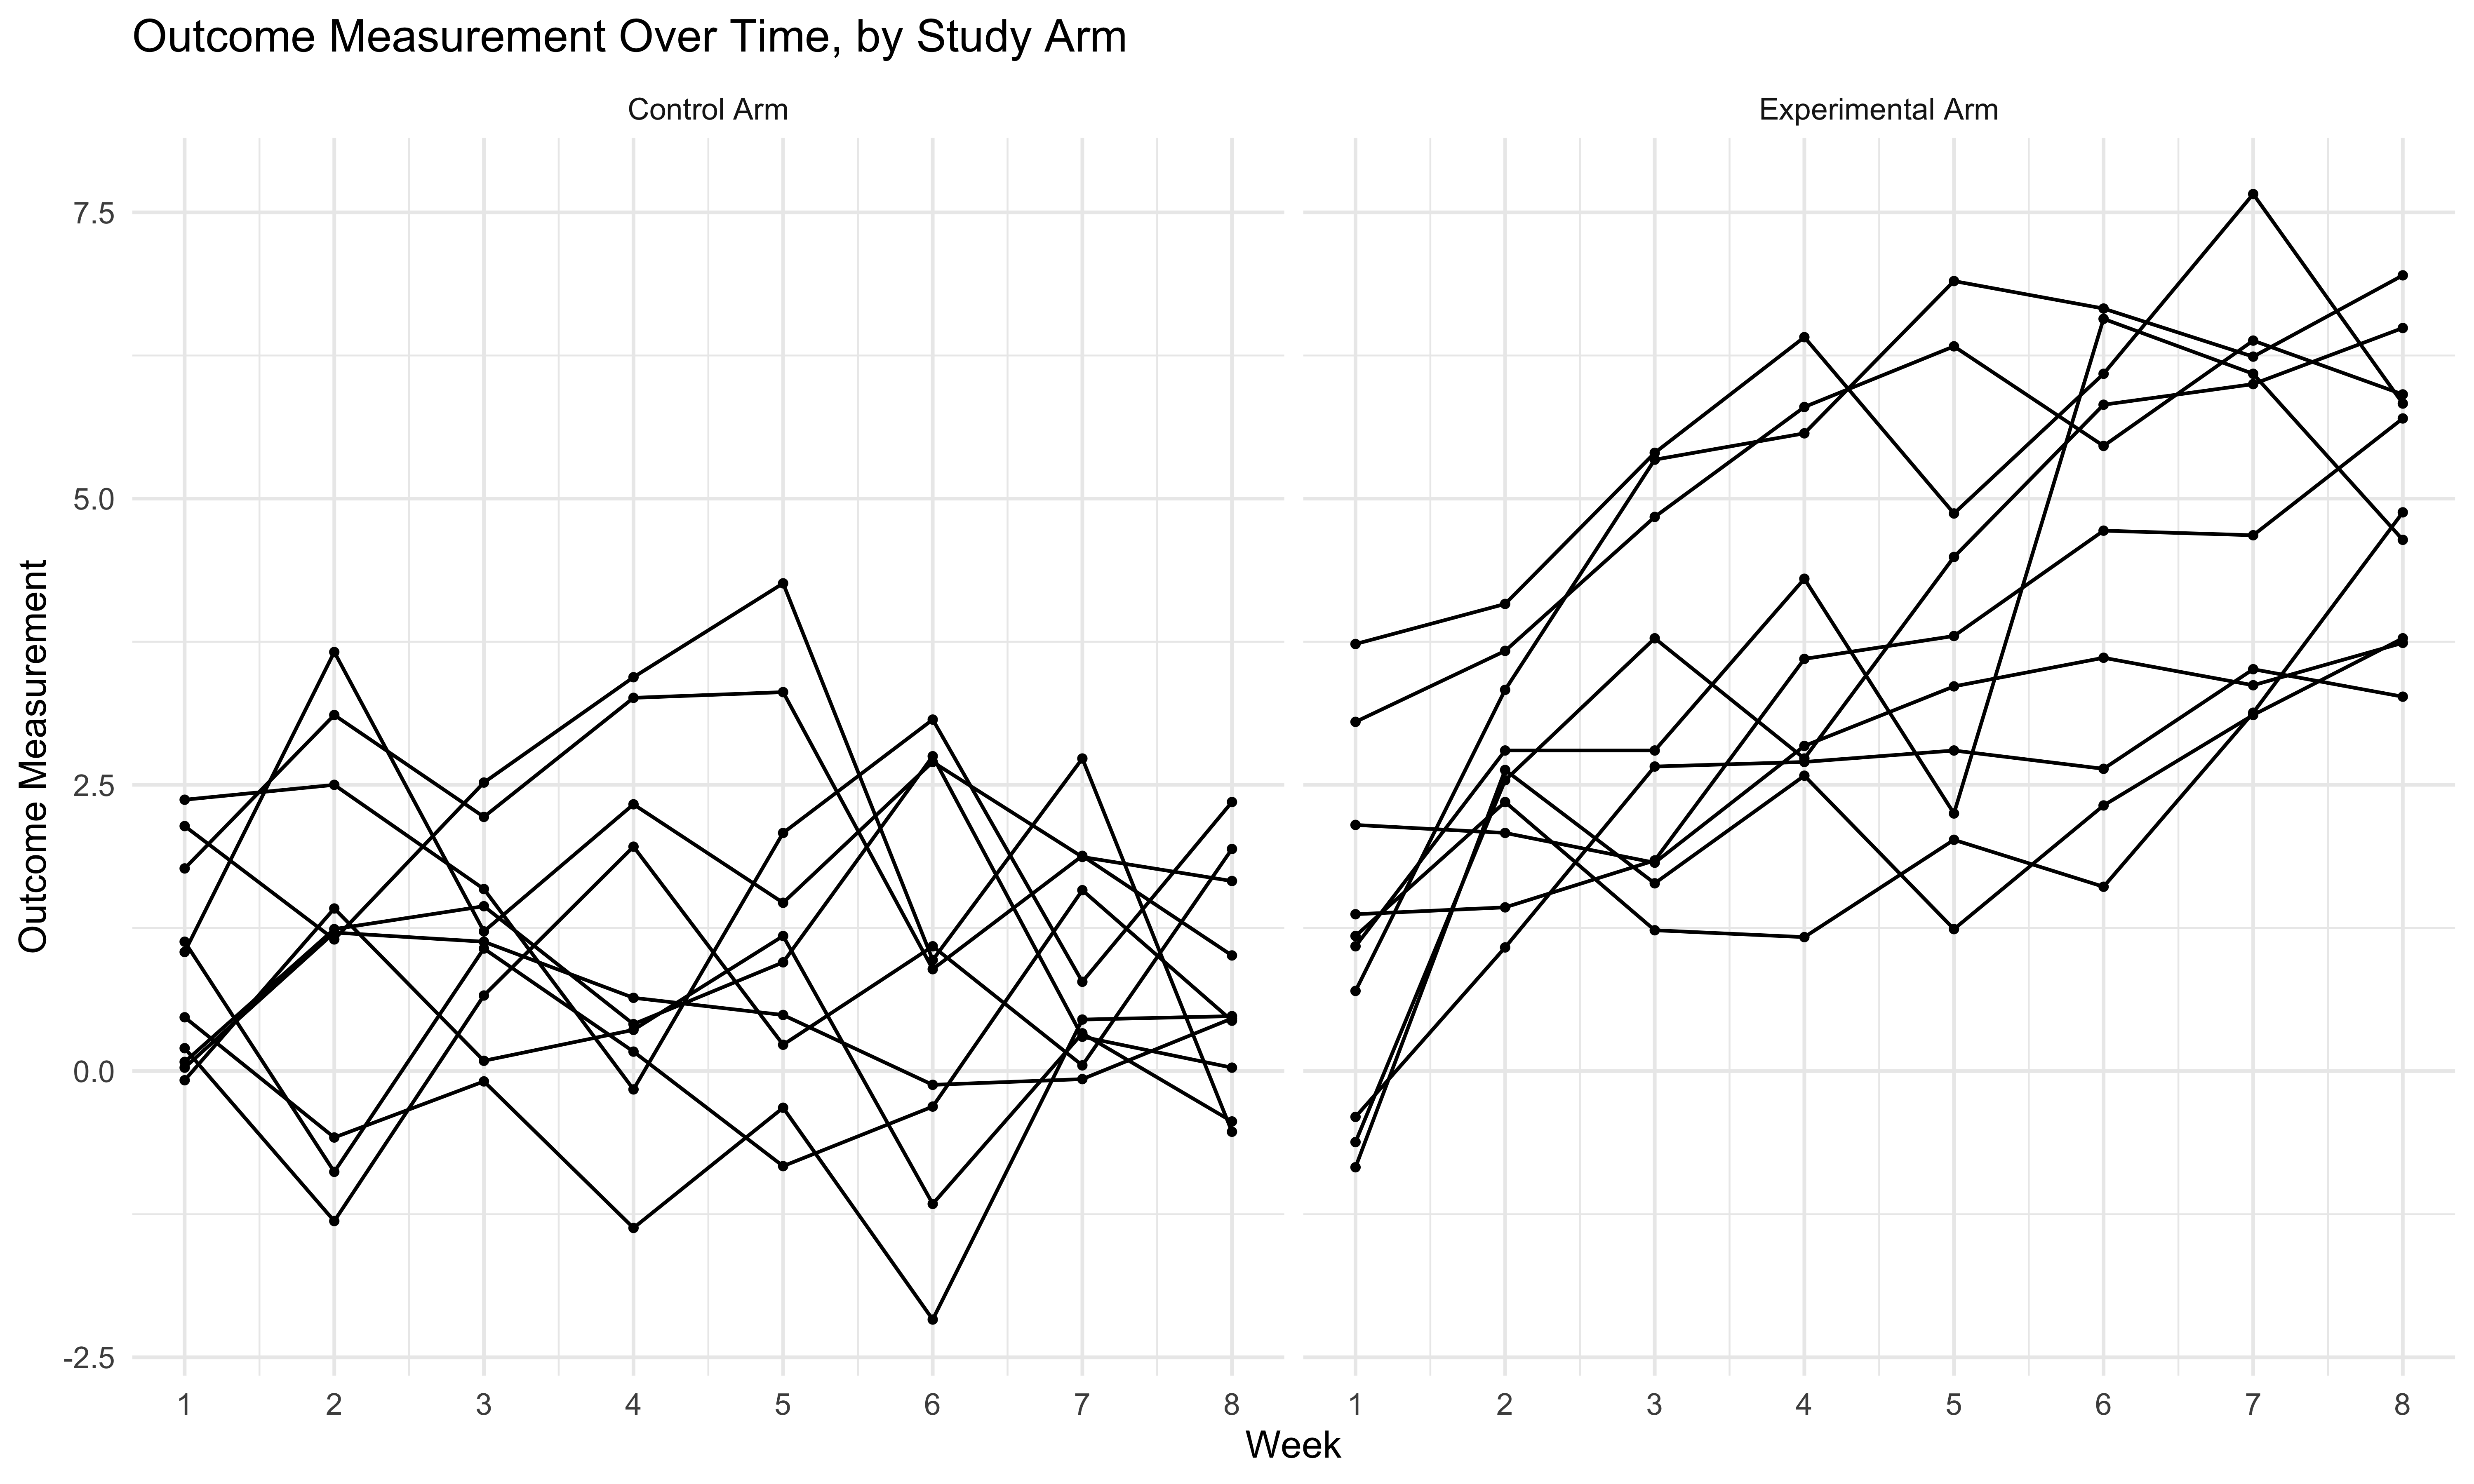 Outcome Measurement Over Time, by Study Arm
Control Arm
Experimental Arm
Outcome Measurement
7.5
5.0
2.5
0.0
-2.5
1 2 3 4 5 6 7 8
1 2 3 4 5 6 7 8
Week